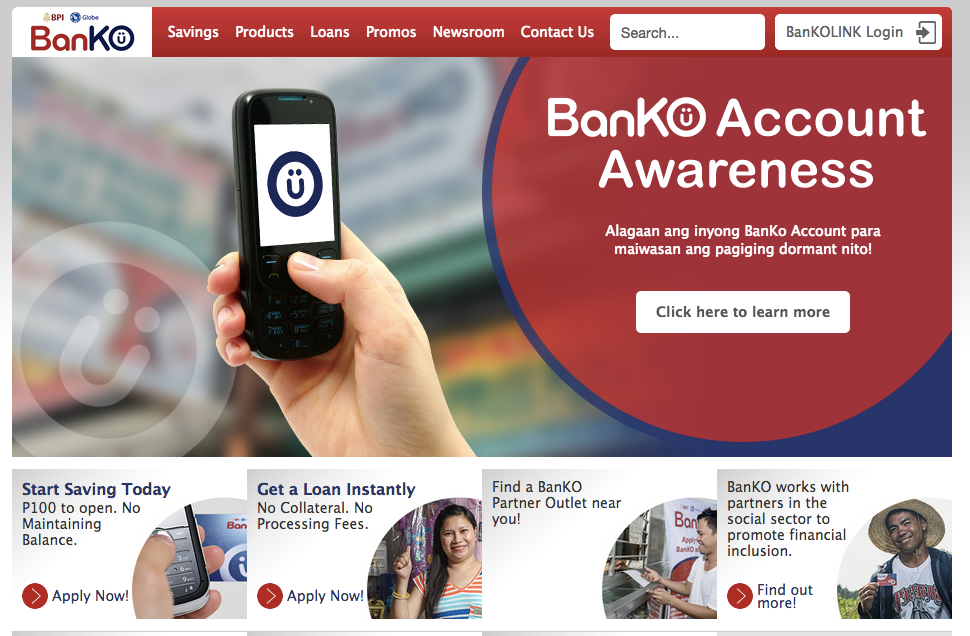 BPI Globe
BanKO
Savings Products Loans Promos Newsroom Contact Us
Search...
BanKOLINK Login
BanKO Account
Awareness
Alagaan ang inyong BanKo Account para
maiwasan ang pagiging dormant nito!
Click here to learn more
Start Saving Today
P100 to open. No
Maintaining
Balance.
Apply Now!
Get a Loan Instantly
No Collateral. No
Processing Fees.
Apply Now!
Find a BanKO
Partner Outlet near
you!
BanKO works with
partners in the
social sector to
promote financial
inclusion.
Find out
more!